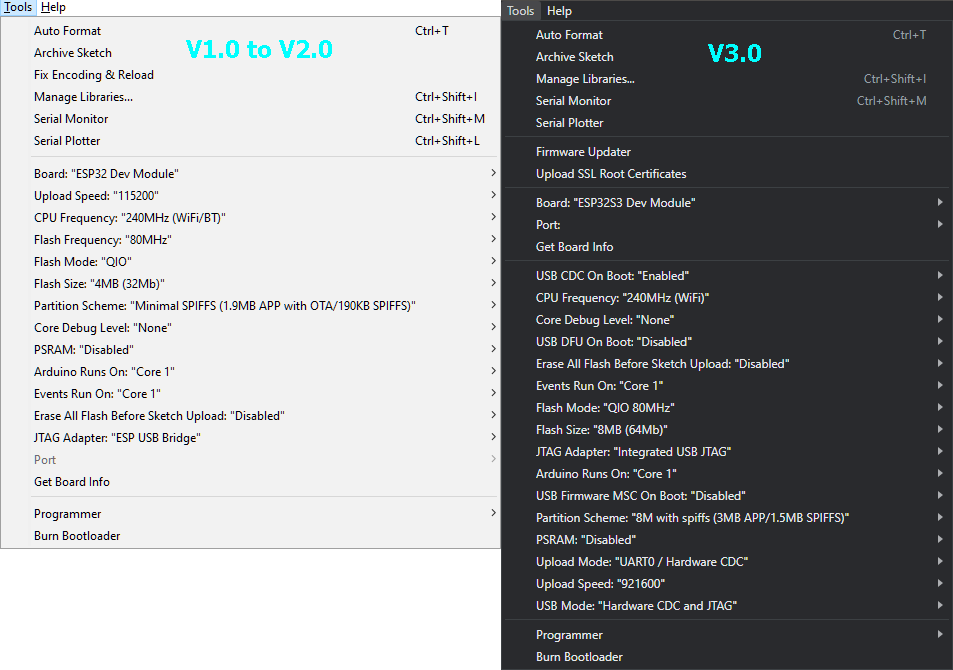 Tools Help
V1.0 to V2.0
Auto Format Ctrl+T
Archive Sketch
Fix Encoding & Reload
Manage Libraries... Ctrl+Shift+I
Serial Monitor Ctrl+Shift+M
Serial Plotter Ctrl+Shift+L
Board: "ESP32 Dev Module"
Upload Speed: "115200"
CPU Frequency: "240MHz (WiFi/BT)"
Flash Frequency: "80MHz"
Flash Mode: "QIO"
Flash Size: "4MB (32Mb)"
Partition Scheme: "Minimal SPIFFS (1.9MB APP with OTA/190KB SPIFFS)"
Core Debug Level: "None"
PSRAM: "Disabled"
Arduino Runs On: "Core 1"
Events Run On: "Core 1"
Erase All Flash Before Sketch Upload: "Disabled"
JTAG Adapter: "ESP USB Bridge"
Port
Get Board Info
Programmer
Burn Bootloader
Tools Help
V3.0
Auto Format Ctrl+T
Archive Sketch
Manage Libraries... Ctrl+Shift+I
Serial Monitor Ctrl+Shift+M
Serial Plotter
Firmware Updater
Upload SSL Root Certificates
Board: "ESP32S3 Dev Module"
Port:
Get Board Info
USB CDC On Boot: "Enabled"
CPU Frequency: "240MHz (WiFi)"
Core Debug Level: "None"
USB DFU On Boot: "Disabled"
Erase All Flash Before Sketch Upload: "Disabled"
Events Run On: "Core 1"
Flash Mode: "QIO 80MHz"
Flash Size: "8MB (64Mb)"
JTAG Adapter: "Integrated USB JTAG"
Arduino Runs On: "Core 1"
USB Firmware MSC On Boot: "Disabled"
Partition Scheme: "8M with spiffs (3MB APP/1.5MB SPIFFS)"
PSRAM: "Disabled"
Upload Mode: "UART0 / Hardware CDC"
Upload Speed: "921600"
USB Mode: "Hardware CDC and JTAG"
Programmer
Burn Bootloader